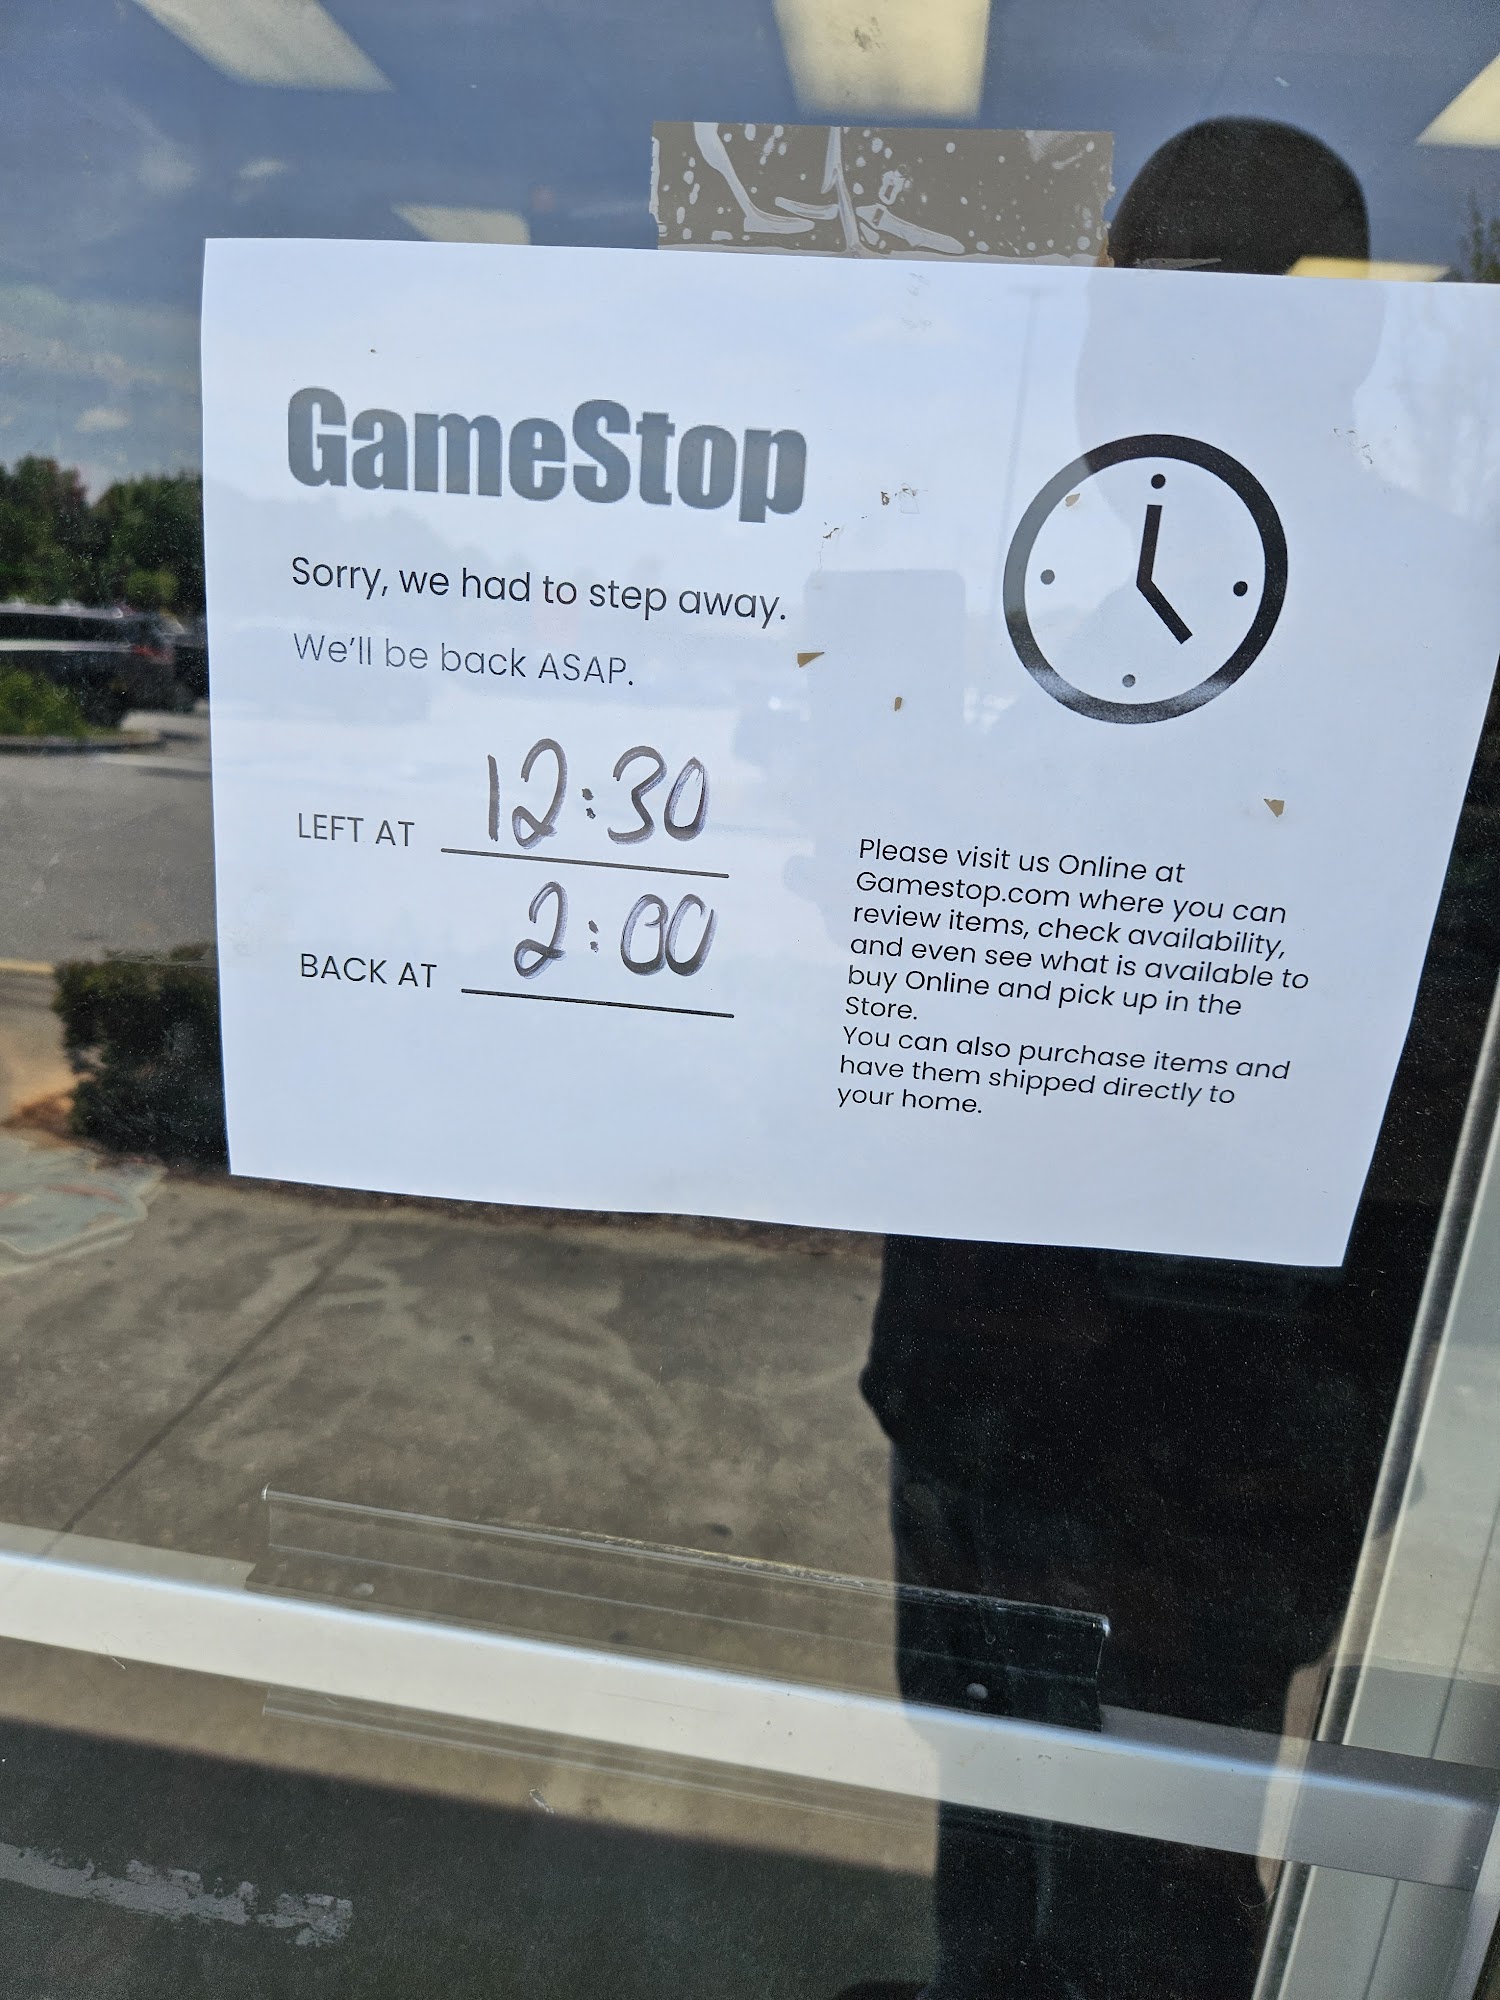 GameStop
Sorry, we had to step away.
We'll be back ASAP.
LEFT AT 12:30
BACK AT 2:00
Please visit us Online at
Gamestop.com where you can
review items, check availability,
and even see what is available to
buy Online and pick up in the
Store.
You can also purchase items and
have them shipped directly to
your home.